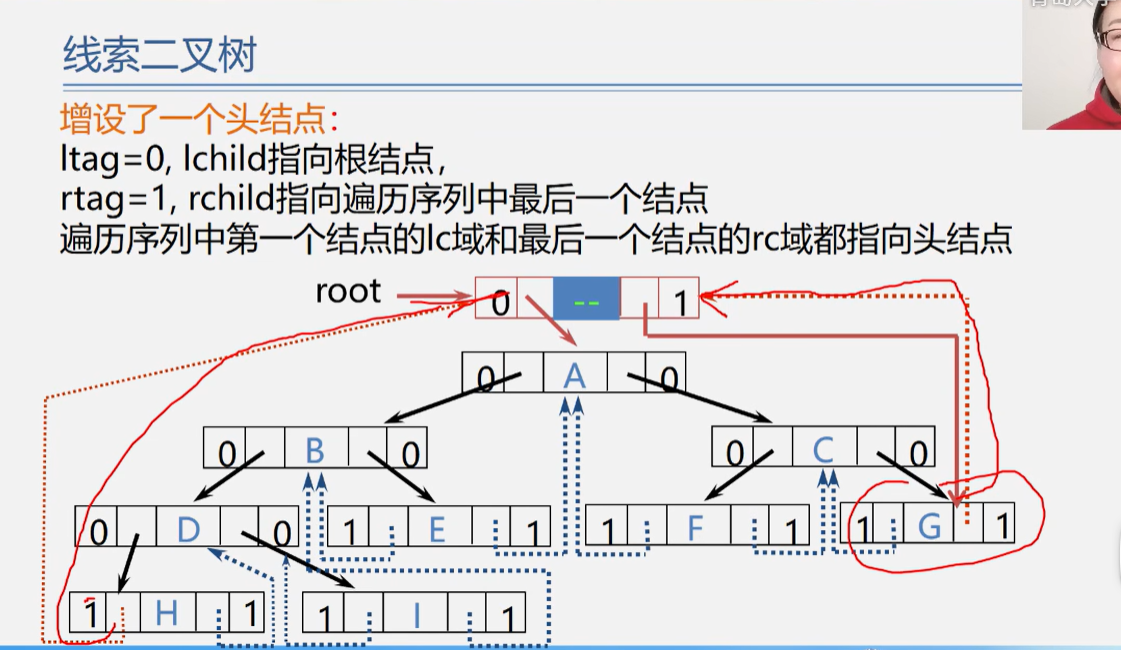 青岛大学
线索二叉树
增设了一个头结点：
ltag=0, lchild指向根结点，
rtag=1, rchild指向遍历序列中最后一个结点
遍历序列中第一个结点的lc域和最后一个结点的rc域都指向头结点
root 0 -- 1
0 A 0
0 B 0 0 C 0
0 D 0 1 E 1 1 F 1 1 G 1
1 H 1 1 I 1